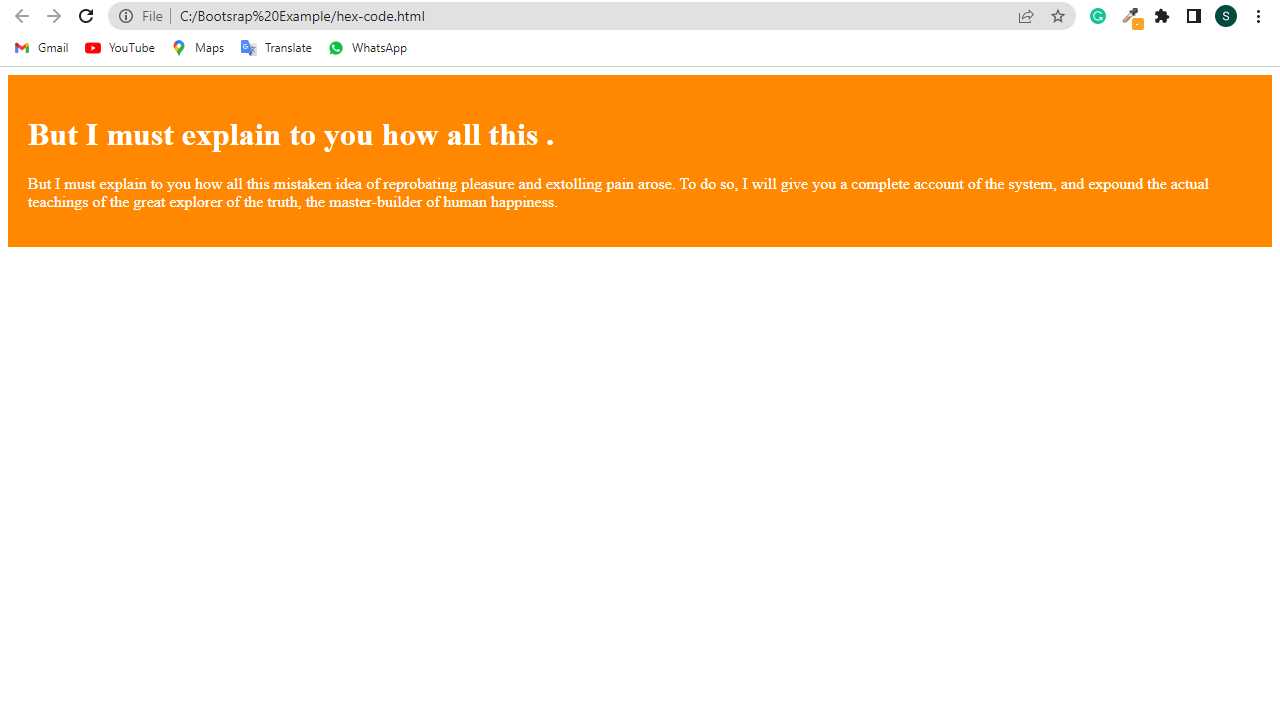 File C:/Bootsrap%20Example/hex-code.html
S
Gmail YouTube Maps Translate WhatsApp
But I must explain to you how all this .
But I must explain to you how all this mistaken idea of reprobating pleasure and extolling pain arose. To do so, I will give you a complete account of the system, and expound the actual
teachings of the great explorer of the truth, the master-builder of human happiness.